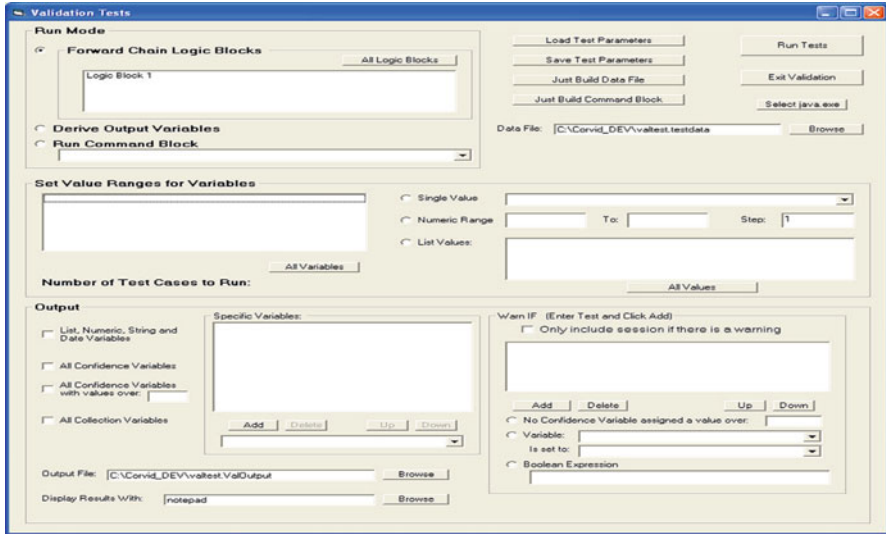 Validation Tests
Run Mode
Forward Chain Logic Blocks
All Logic Blocks
Logic Block 1
Derive Output Variables
Run Command Block
Load Test Parameters
Save Test Parameters
Just Build Data File
Just Build Command Block
Run Tests
Exit Validation
Select java.exe
Data File: C:\Corvid_DEV\valtest.testdata Browse
Set Value Ranges for Variables
All Variables
Number of Test Cases to Run:
Single Value
Numeric Range To: Step: 1
List Values:
All Values
Output
List, Numeric, String and
Date Variables
All Confidence Variables
All Confidence Variables
with values over:
All Collection Variables
Specific Variables:
Add Delete Up Down
Output File: C:\Corvid_DEV\valtest.ValOutput Browse
Display Results With: notepad Browse
Warn IF (Enter Test and Click Add)
Only include session if there is a warning
Add Delete Up Down
No Confidence Variable assigned a value over:
Variable:
Is set to:
Boolean Expression